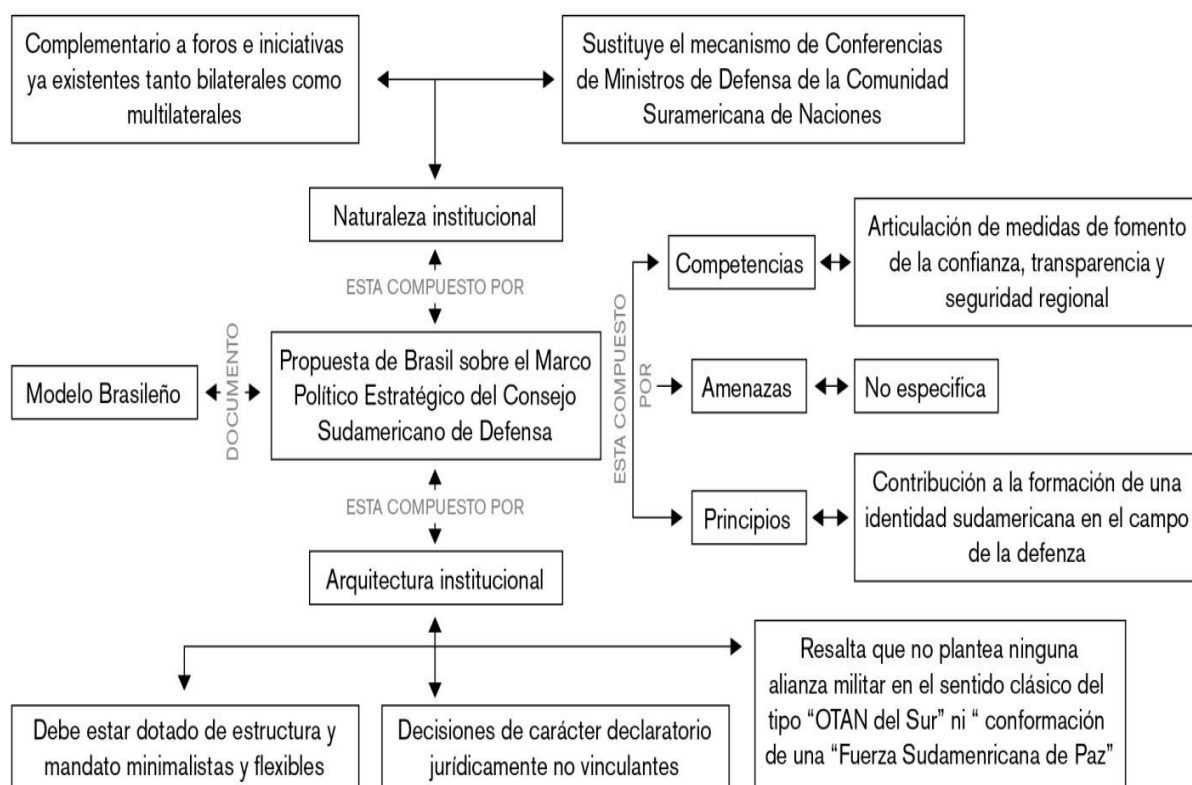 Complementario a foros e iniciativas
ya existentes tanto bilaterales como
multilaterales
Sustituye el mecanismo de Conferencias
de Ministros de Defensa de la Comunidad
Suramericana de Naciones
Naturaleza institucional
ESTA COMPUESTO POR
Modelo Brasileño
DOCUMENTO
Propuesta de Brasil sobre el Marco
Político Estratégico del Consejo
Sudamericano de Defensa
ESTA COMPUESTO
POR
Competencias
Articulación de medidas de fomento
de la confianza, transparencia y
seguridad regional
Amenazas
No especifica
Principios
Contribución a la formación de una
identidad sudamericana en el campo
de la defenza
ESTA COMPUESTO POR
Arquitectura institucional
Debe estar dotado de estructura y
mandato minimalistas y flexibles
Decisiones de carácter declaratorio
jurídicamente no vinculantes
Resalta que no plantea ninguna
alianza militar en el sentido clásico del
tipo “OTAN del Sur” ni “ conformación
de una “Fuerza Sudamenricana de Paz”